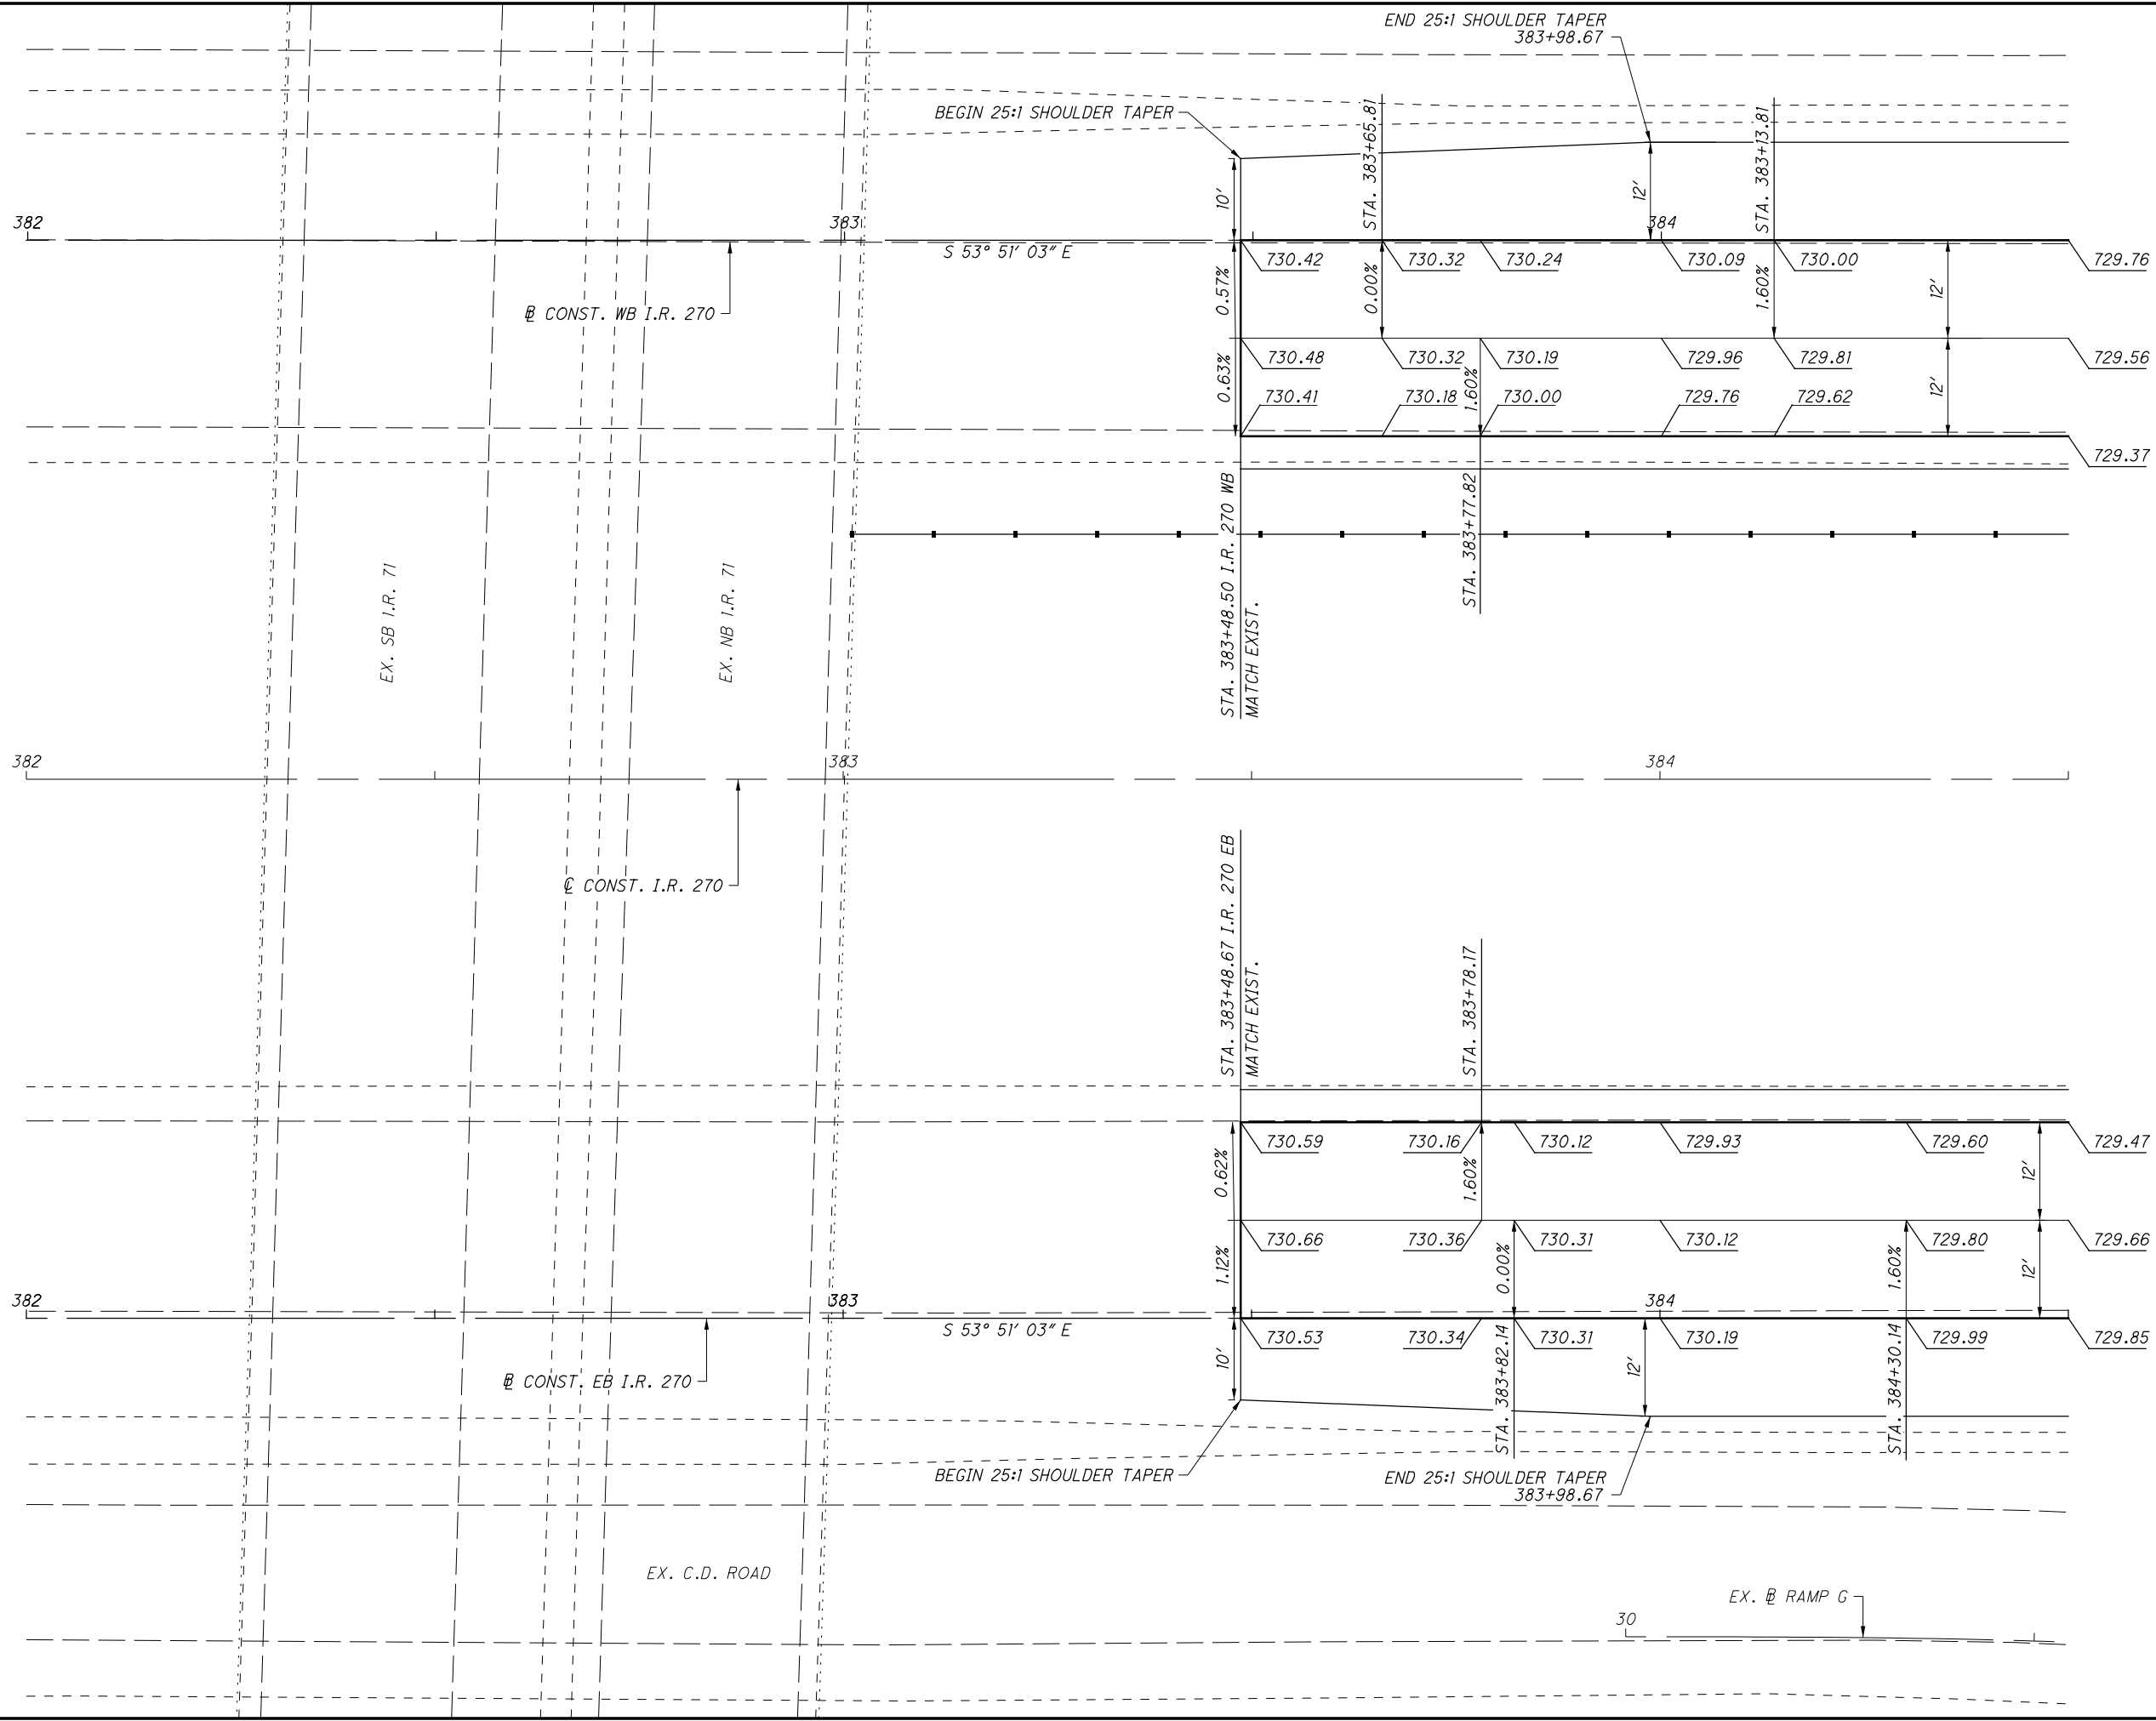 END 25:1 SHOULDER TAPER
383+98.67
BEGIN 25:1 SHOULDER TAPER
STA. 383+65.81
STA. 383+13.81
10'
12'
382
383
384
S 53° 51' 03" E
730.42
730.32
730.24
730.09
730.00
729.76
0.57%
0.00%
1.60%
12'
℄ CONST. WB I.R. 270
730.48
730.32
730.19
729.96
729.81
729.56
0.63%
1.60%
12'
730.41
730.18
730.00
729.76
729.62
729.37
STA. 383+48.50 I.R. 270 WB
MATCH EXIST.
STA. 383+77.82
EX. SB I.R. 71
EX. NB I.R. 71
382
383
384
℄ CONST. I.R. 270
STA. 383+48.67 I.R. 270 EB
MATCH EXIST.
STA. 383+78.17
730.59
730.16
730.12
729.93
729.60
729.47
0.62%
1.60%
12'
730.66
730.36
730.31
730.12
729.80
729.66
1.12%
0.00%
1.60%
12'
382
383
384
S 53° 51' 03" E
730.53
730.34
730.31
730.19
729.99
729.85
10'
STA. 383+82.14
12'
STA. 384+30.14
℄ CONST. EB I.R. 270
BEGIN 25:1 SHOULDER TAPER
END 25:1 SHOULDER TAPER
383+98.67
EX. C.D. ROAD
EX. ℄ RAMP G
30